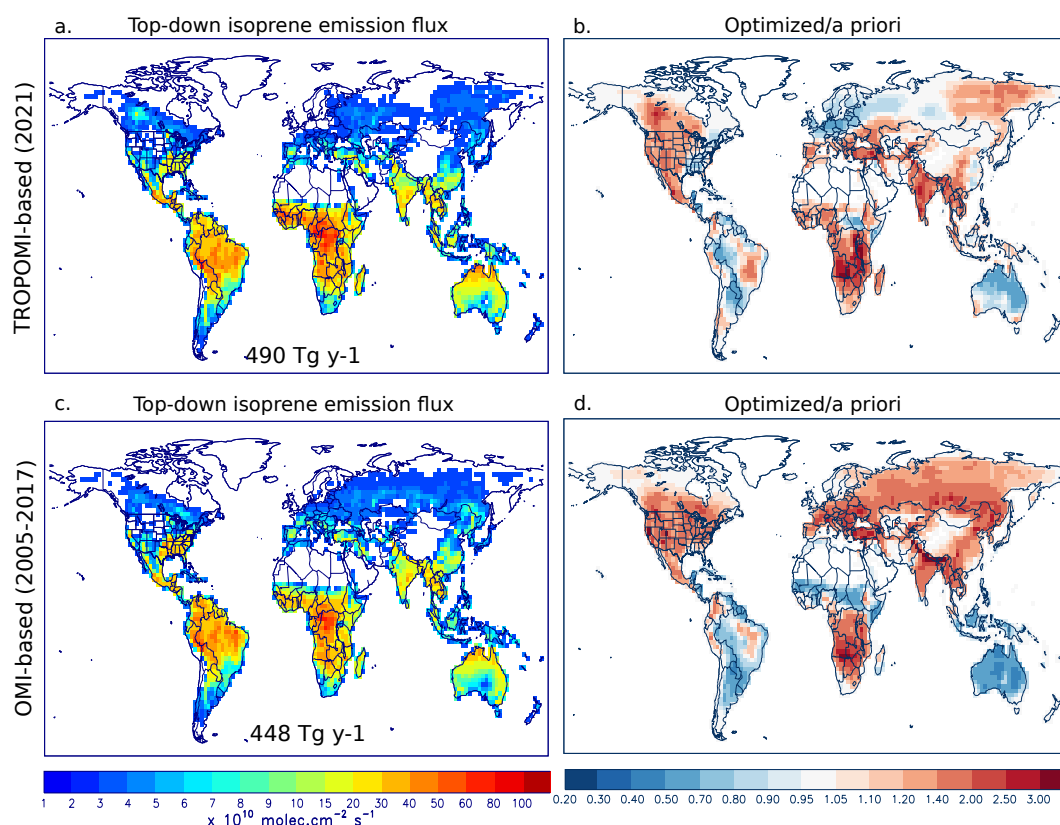 a. Top-down isoprene emission flux
b. Optimized/a priori
TROPOMI-based (2021)
490 Tg y-1
c. Top-down isoprene emission flux
d. Optimized/a priori
OMI-based (2005-2017)
448 Tg y-1
1 2 3 4 5 6 7 8 9 10 15 20 30 40 50 60 80 100
x 10¹⁰ molec.cm⁻² s⁻¹
0.20 0.30 0.40 0.50 0.70 0.80 0.90 0.95 1.05 1.10 1.20 1.40 2.00 2.50 3.00